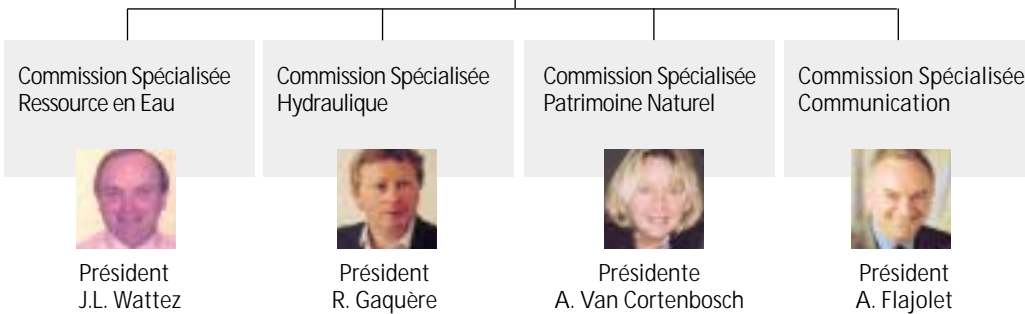 Commission Spécialisée
Ressource en Eau
Président
J.L. Wattez
Commission Spécialisée
Hydraulique
Président
R. Gaquère
Commission Spécialisée
Patrimoine Naturel
Présidente
A. Van Cortenbosch
Commission Spécialisée
Communication
Président
A. Flajolet